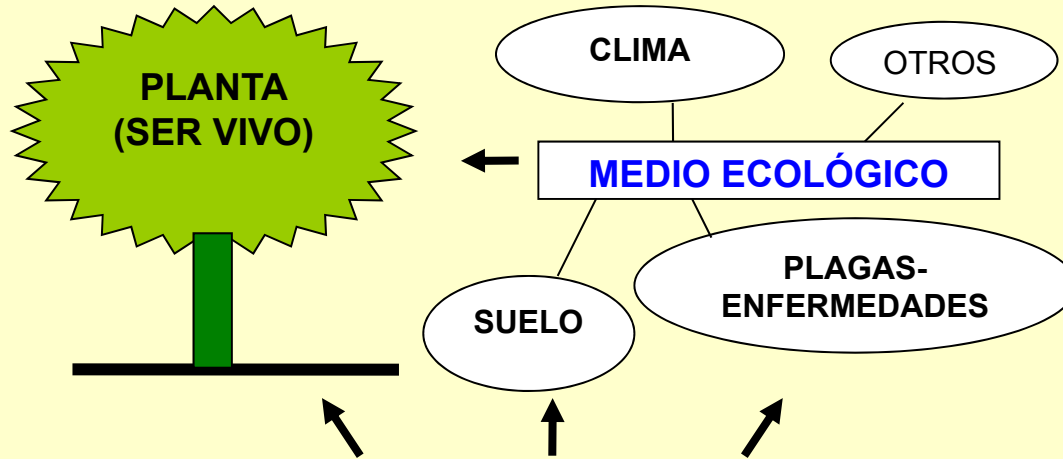 PLANTA
(SER VIVO)
CLIMA
OTROS
MEDIO ECOLÓGICO
SUELO
PLAGAS-
ENFERMEDADES